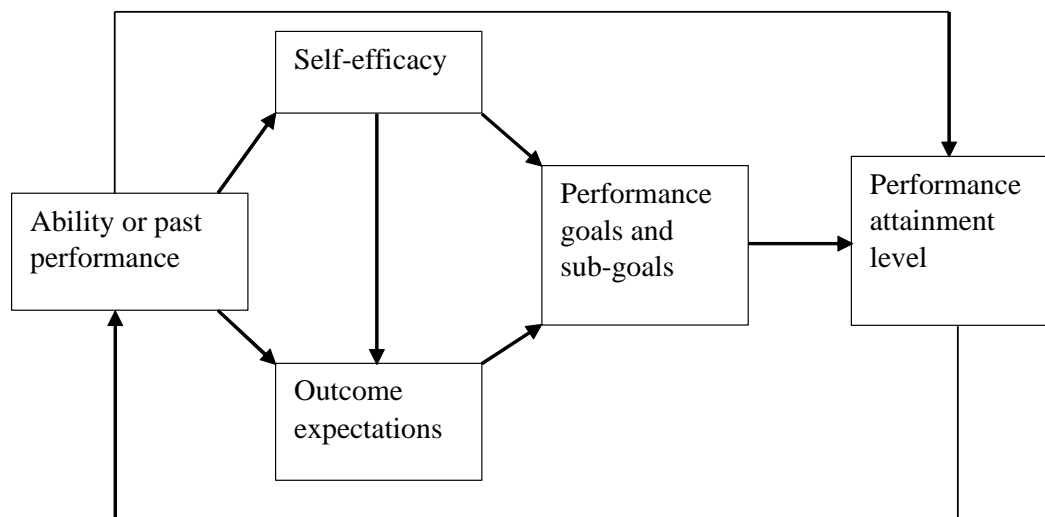 Self-efficacy
Ability or past
performance
Outcome
expectations
Performance
goals and
sub-goals
Performance
attainment
level